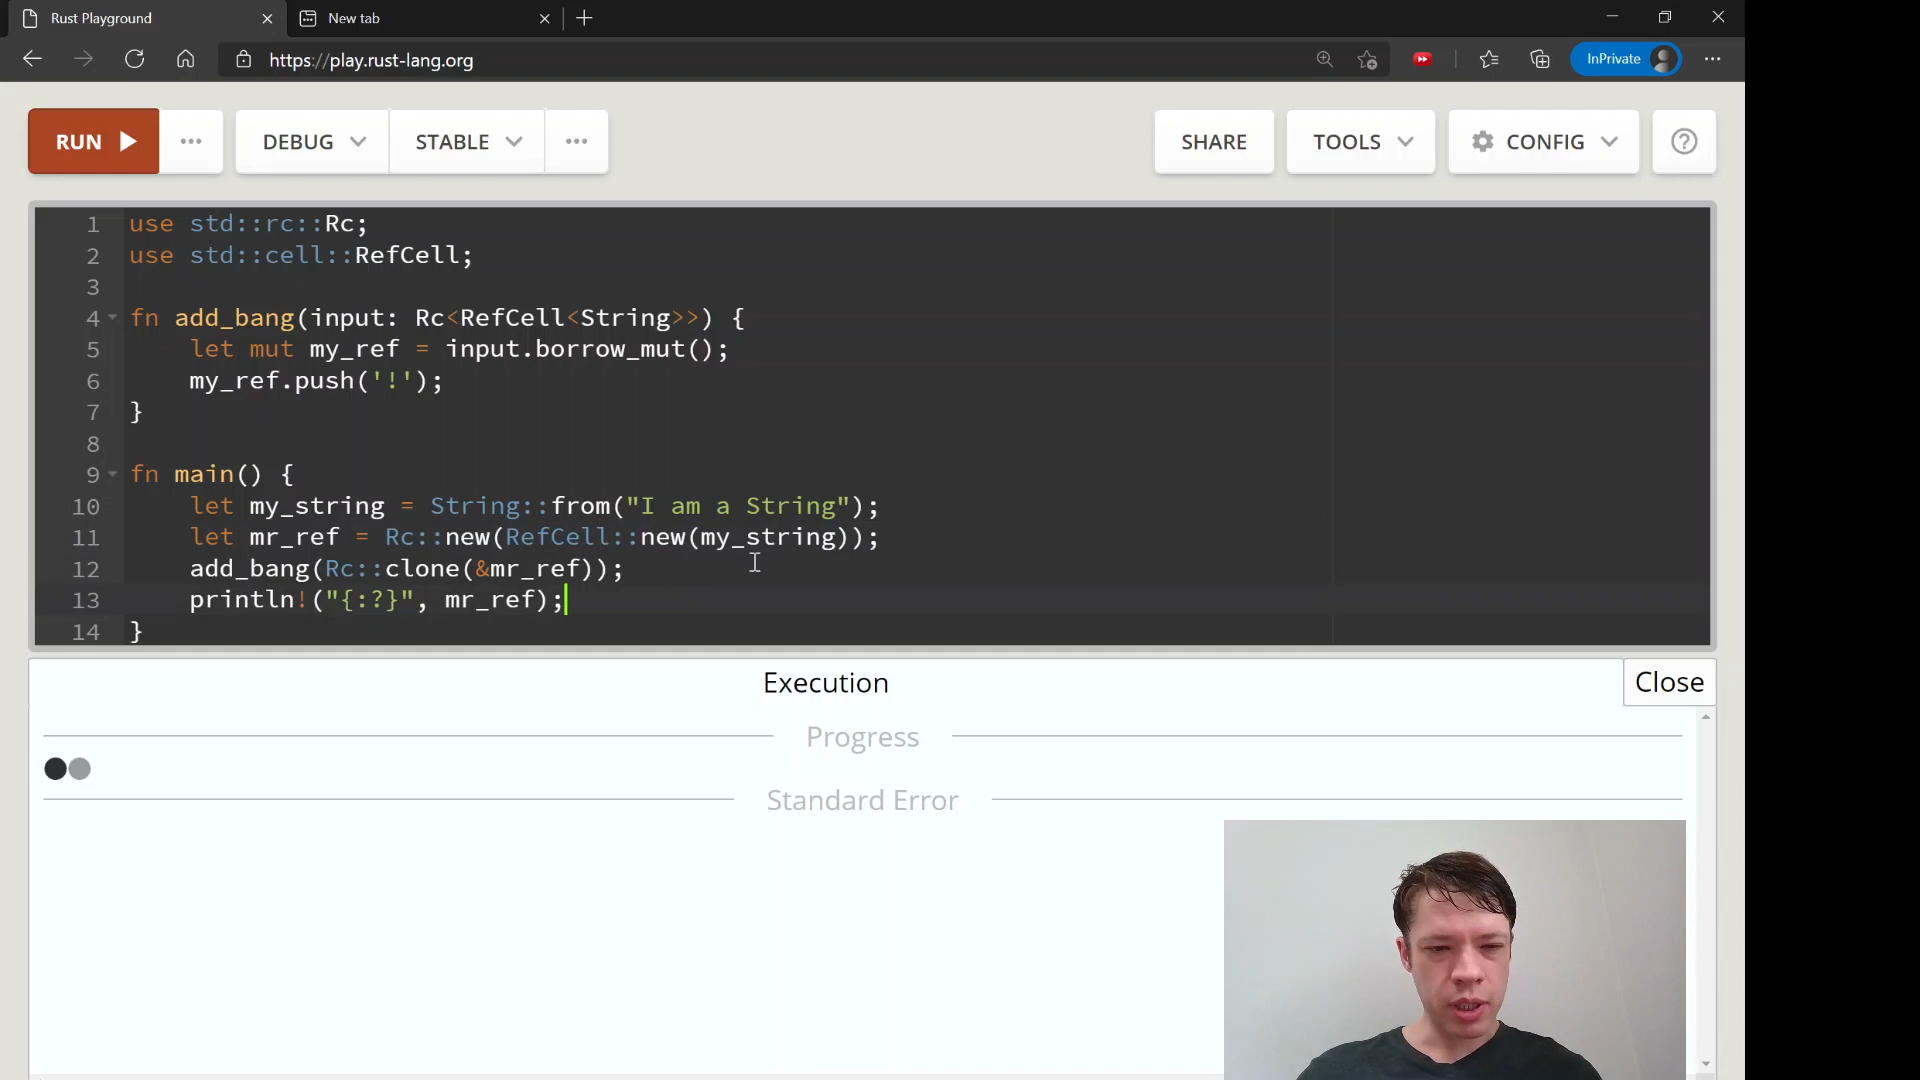 Rust Playground
New tab
https://play.rust-lang.org
InPrivate
RUN
DEBUG
STABLE
SHARE
TOOLS
CONFIG
1 use std::rc::Rc;
2 use std::cell::RefCell;
3
4 fn add_bang(input: Rc<RefCell<String>>) {
5     let mut my_ref = input.borrow_mut();
6     my_ref.push('!');
7 }
8
9 fn main() {
10     let my_string = String::from("I am a String");
11     let mr_ref = Rc::new(RefCell::new(my_string));
12     add_bang(Rc::clone(&mr_ref));
13     println!("{:?}", mr_ref);
14 }
Execution
Close
Progress
Standard Error